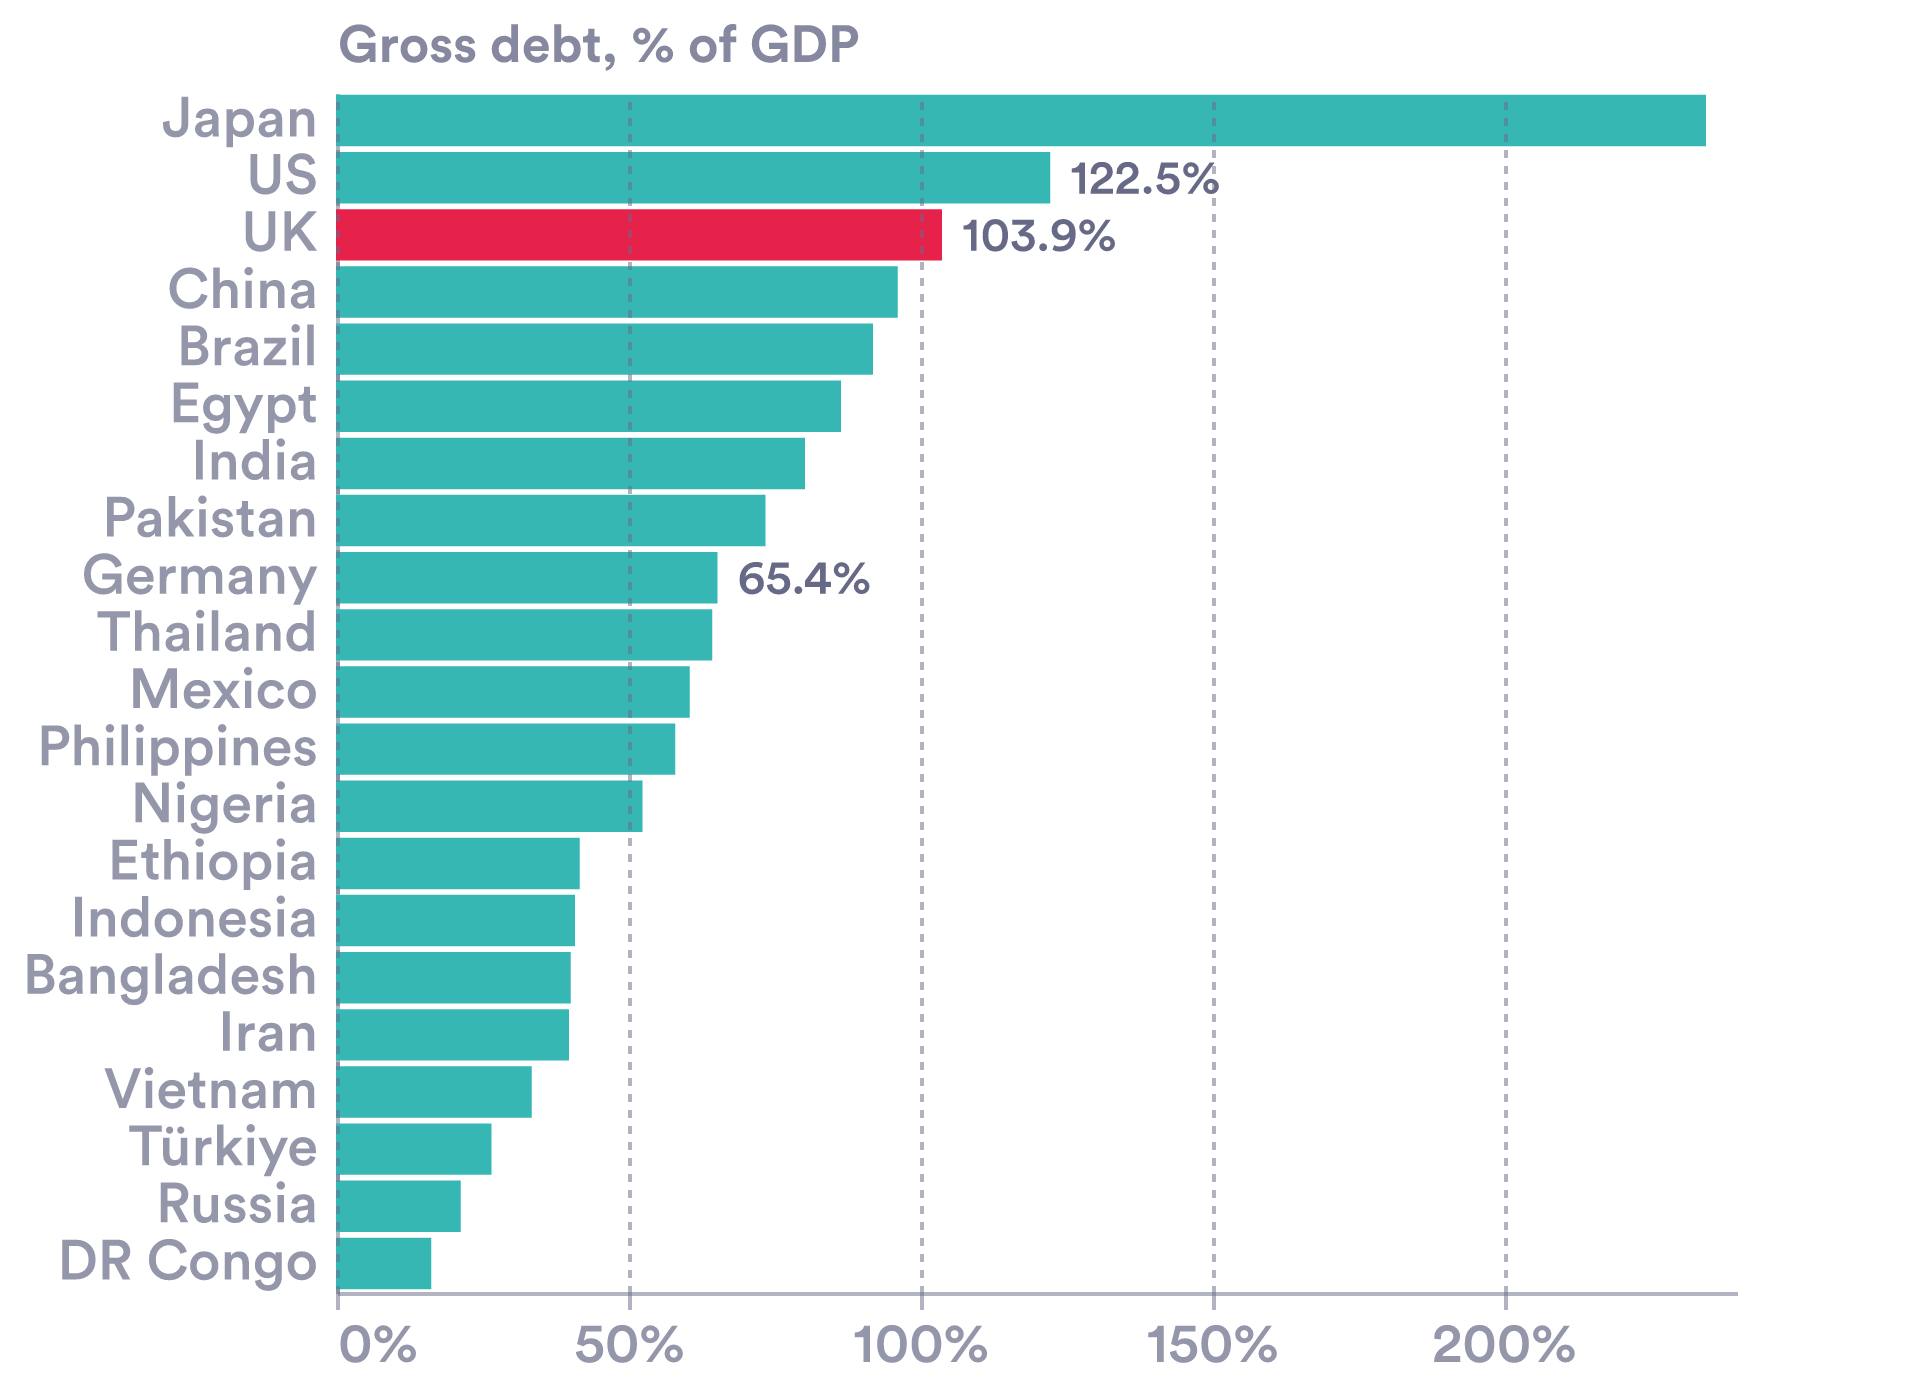 Gross debt, % of GDP
Japan
US 122.5%
UK 103.9%
China
Brazil
Egypt
India
Pakistan
Germany 65.4%
Thailand
Mexico
Philippines
Nigeria
Ethiopia
Indonesia
Bangladesh
Iran
Vietnam
Türkiye
Russia
DR Congo
0% 50% 100% 150% 200%